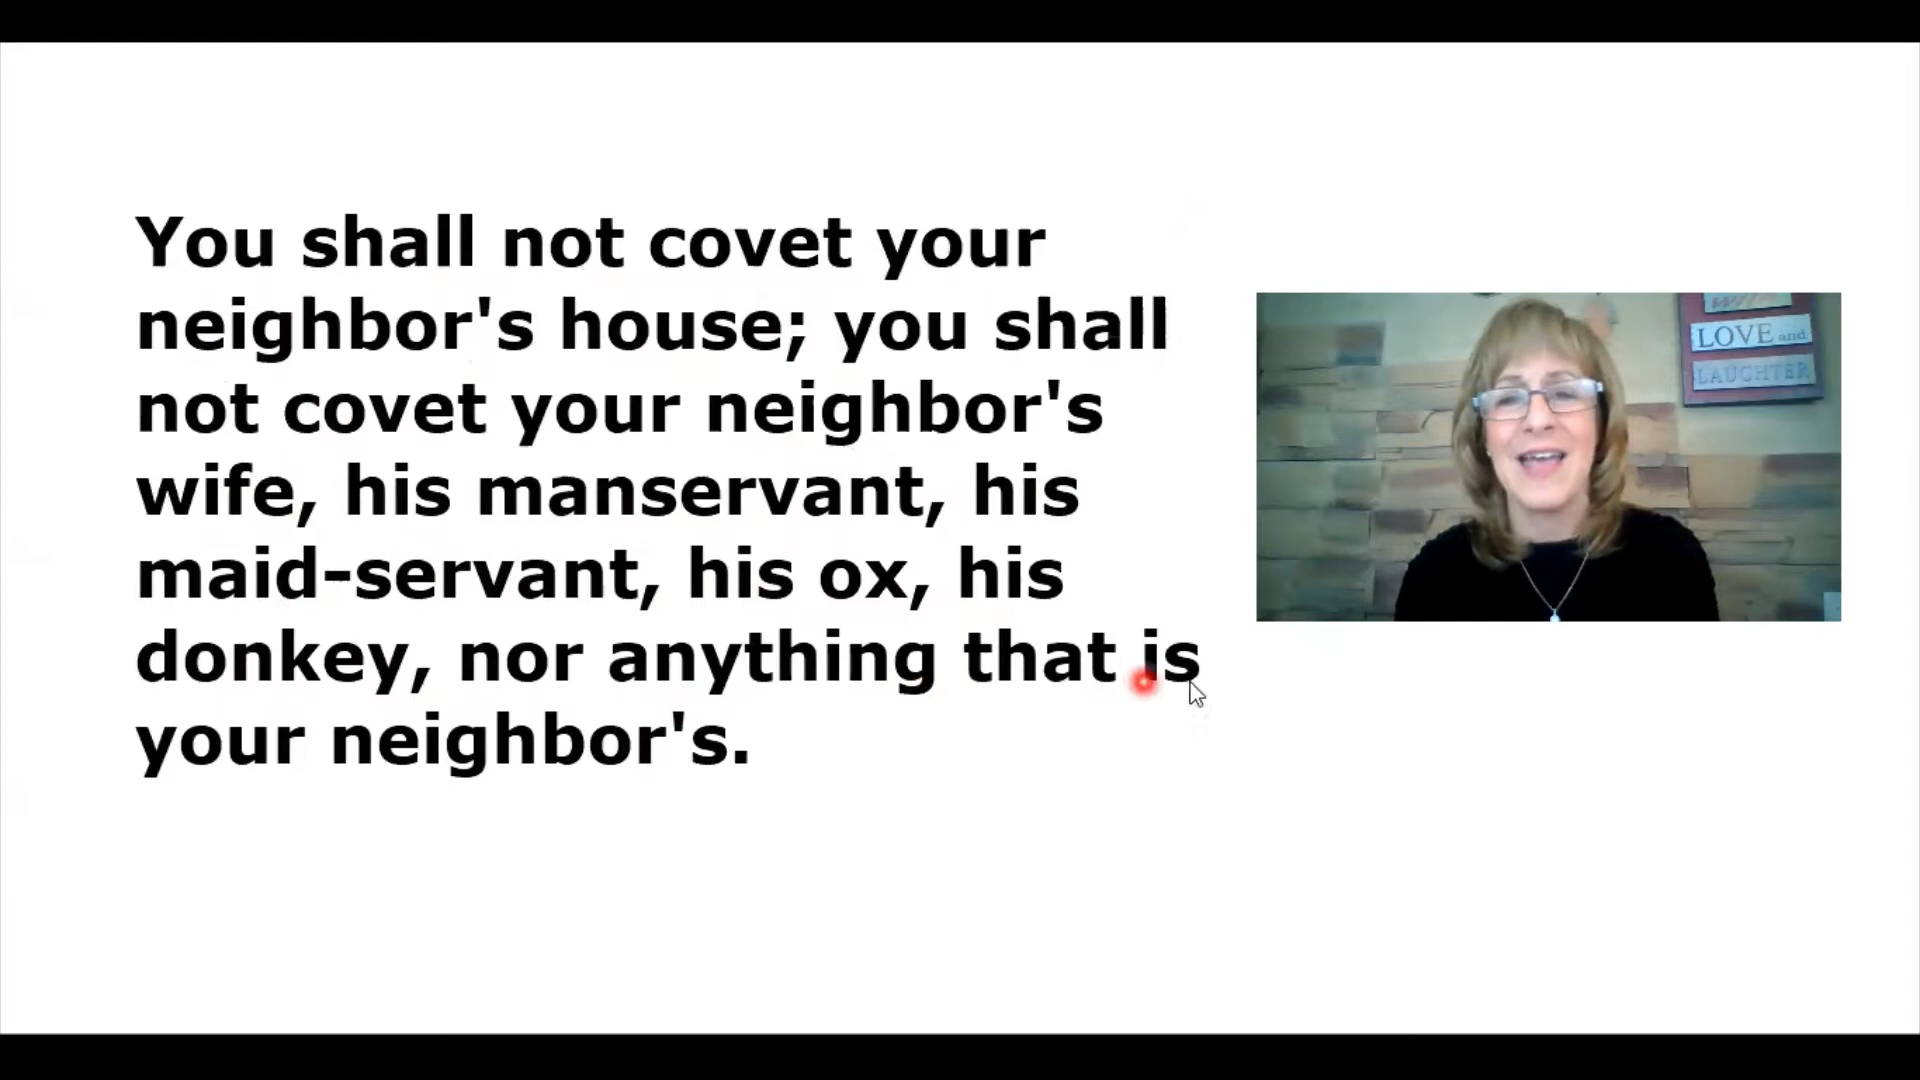 You shall not covet your
neighbor's house; you shall
not covet your neighbor's
wife, his manservant, his
maid-servant, his ox, his
donkey, nor anything that is
your neighbor's.
LOVE and
LAUGHTER